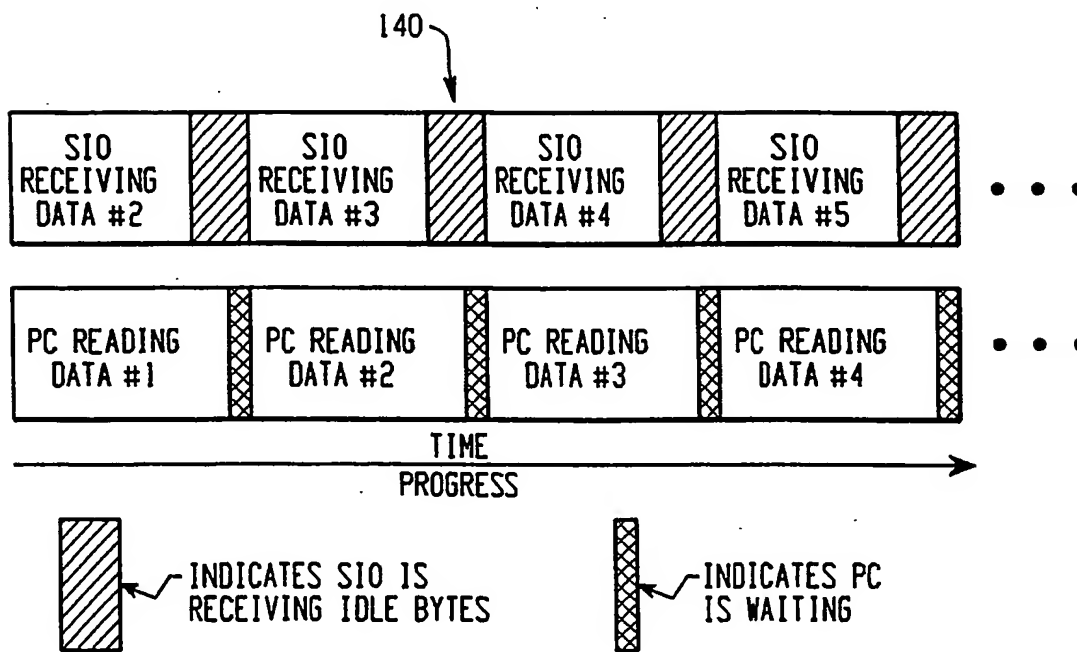 140
SIO
RECEIVING
DATA #2
SIO
RECEIVING
DATA #3
SIO
RECEIVING
DATA #4
SIO
RECEIVING
DATA #5
PC READING
DATA #1
PC READING
DATA #2
PC READING
DATA #3
PC READING
DATA #4
TIME
PROGRESS
INDICATES SIO IS
RECEIVING IDLE BYTES
INDICATES PC
IS WAITING